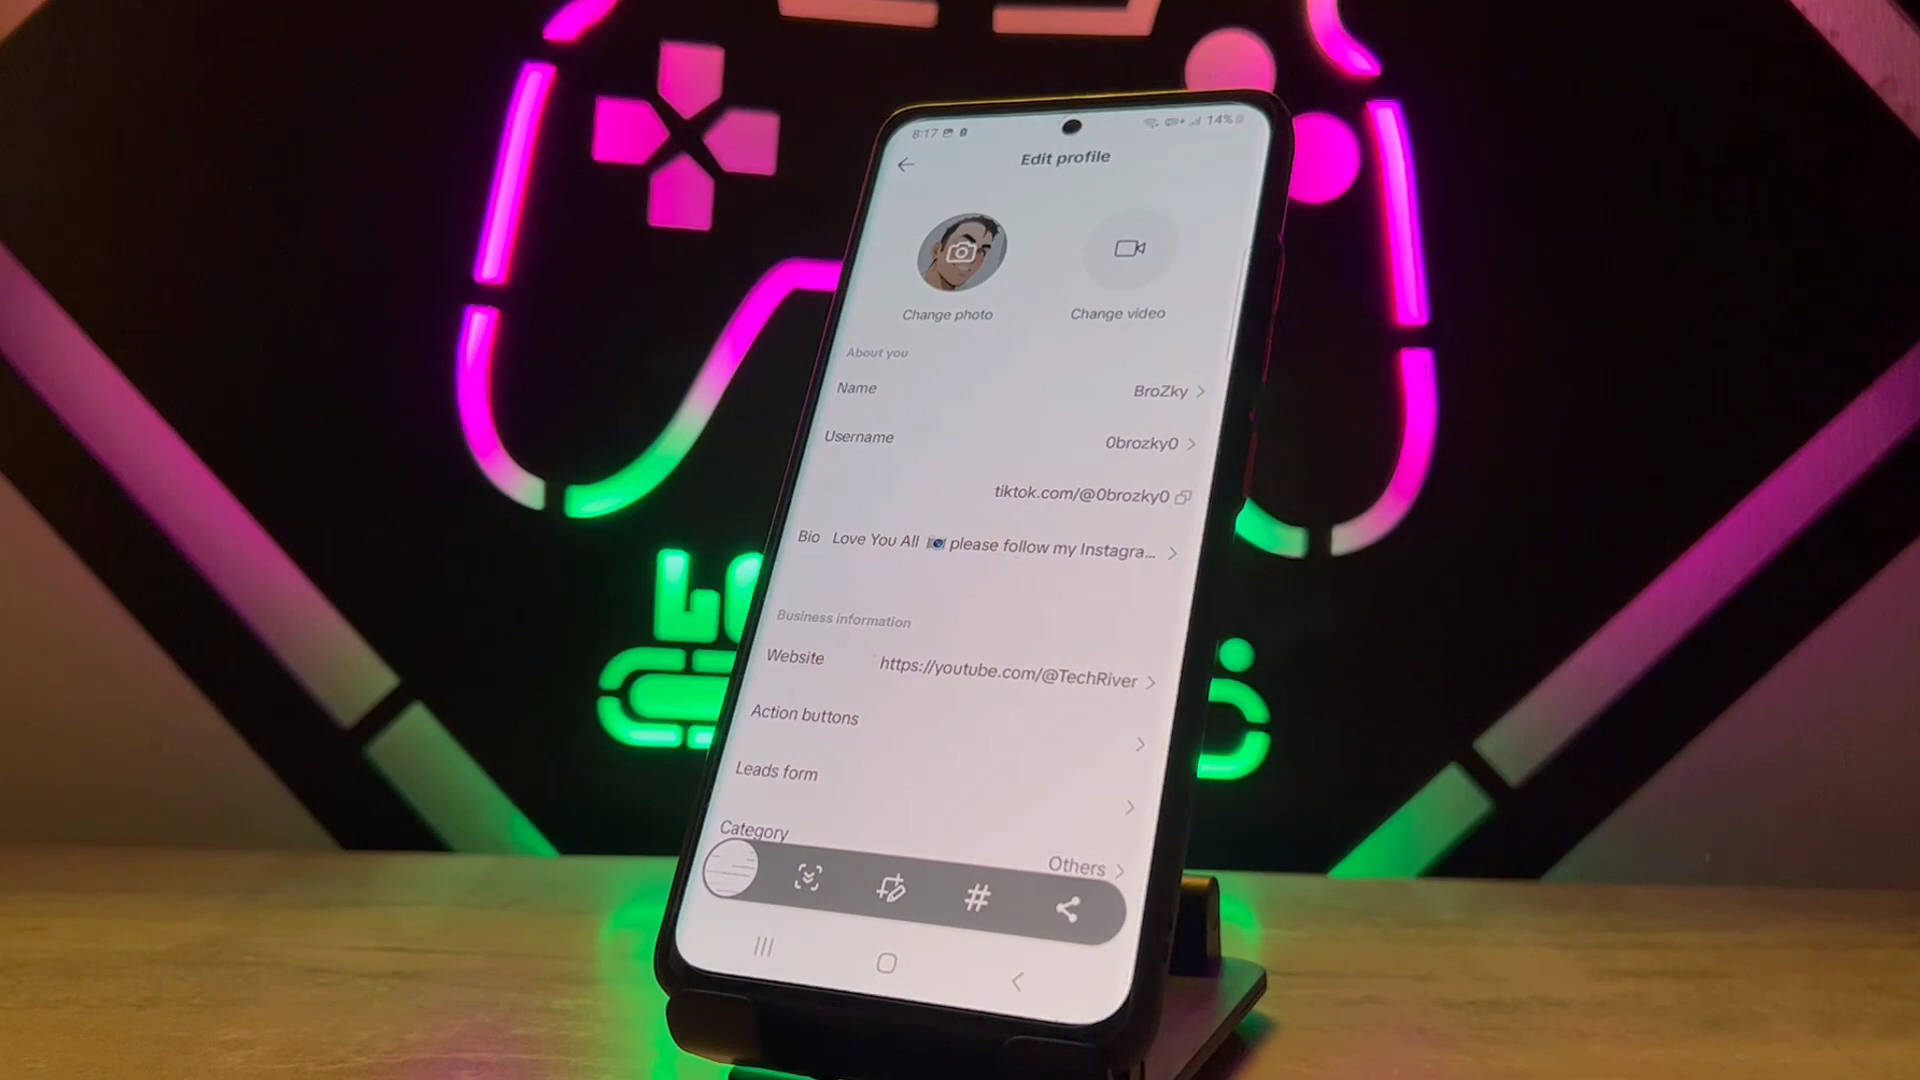 8:17
14%
Edit profile
Change photo
Change video
About you
Name
BroZky
Username
0brozky0
tiktok.com/@0brozky0
Bio
Love You All 📷 please follow my Instagra...
Business information
Website
https://youtube.com/@TechRiver
Action buttons
Leads form
Category
Others